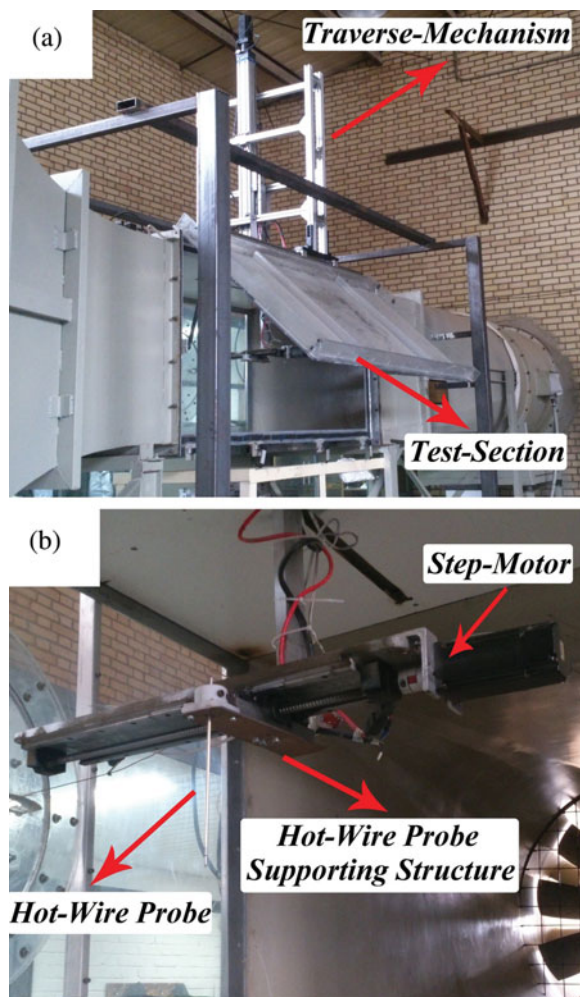 (a)
Traverse-Mechanism
Test-Section
(b)
Step-Motor
Hot-Wire Probe
Supporting Structure
Hot-Wire Probe